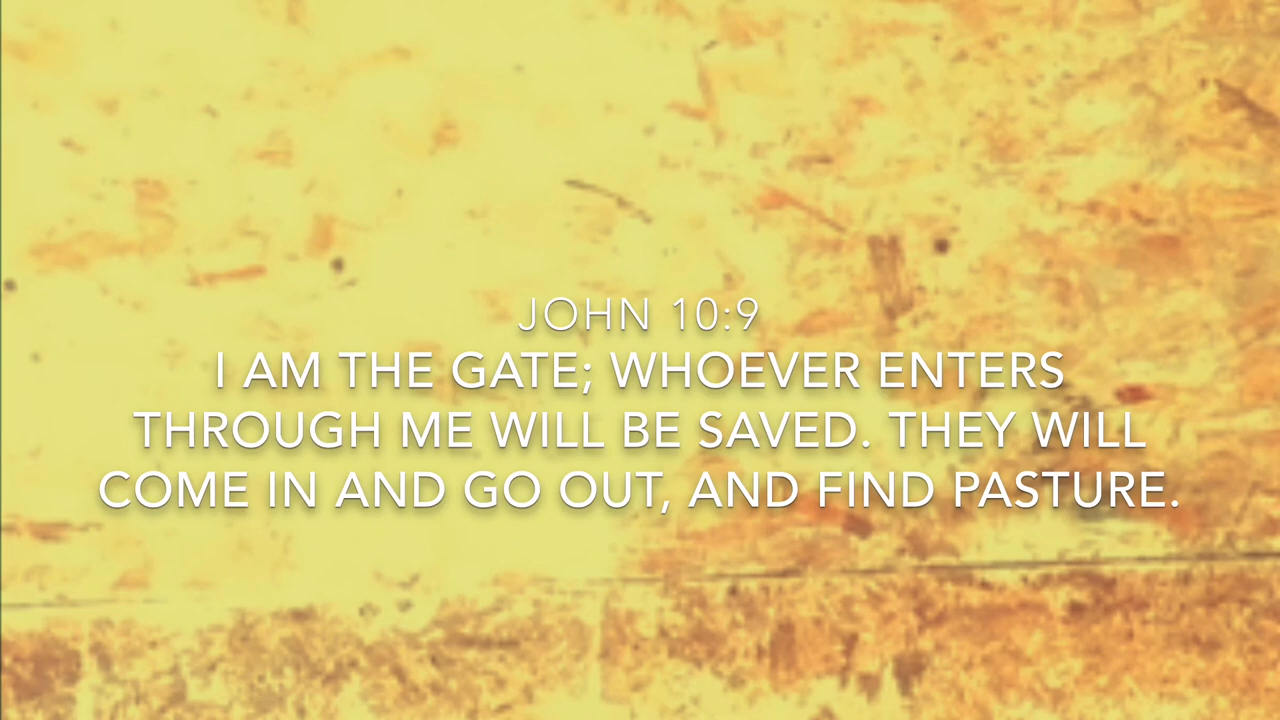 JOHN 10:9
I AM THE GATE; WHOEVER ENTERS
THROUGH ME WILL BE SAVED. THEY WILL
COME IN AND GO OUT, AND FIND PASTURE.